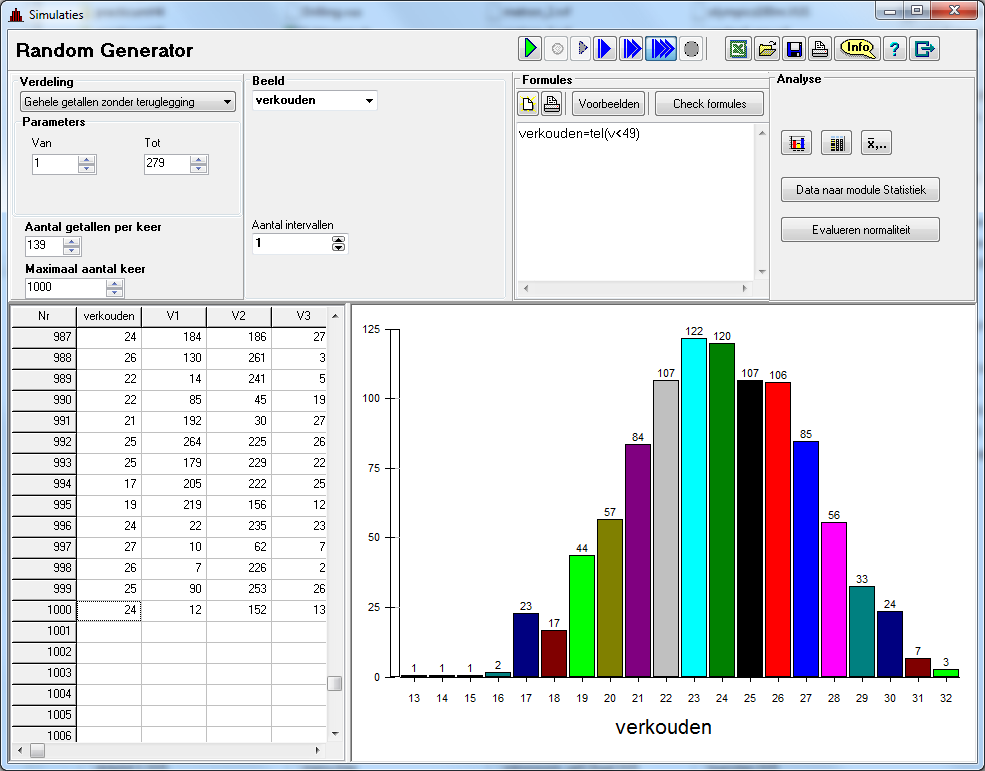 Simulaties
Random Generator
Info
?
Verdeling
Gehele getallen zonder teruglegging
Parameters
Van Tot
1 279
Aantal getallen per keer
139
Maximaal aantal keer
1000
Beeld
verkouden
Aantal intervallen
1
Formules
Voorbeelden Check formules
verkouden=tel(v<49)
Analyse
x,..
Data naar module Statistiek
Evalueren normaliteit
Nr verkouden V1 V2 V3
987 24 184 186 27
988 26 130 261 3
989 22 14 241 5
990 22 85 45 19
991 21 192 30 27
992 25 264 225 26
993 25 179 229 22
994 17 205 222 25
995 19 219 156 12
996 24 22 235 23
997 27 10 62 7
998 26 7 226 2
999 25 90 253 26
1000 24 12 152 13
1001
1002
1003
1004
1005
1006
125
100
75
50
25
0
1 1 1 2 23 17 44 57 84 107 122 120 107 106 85 56 33 24 7 3
13 14 15 16 17 18 19 20 21 22 23 24 25 26 27 28 29 30 31 32
verkouden